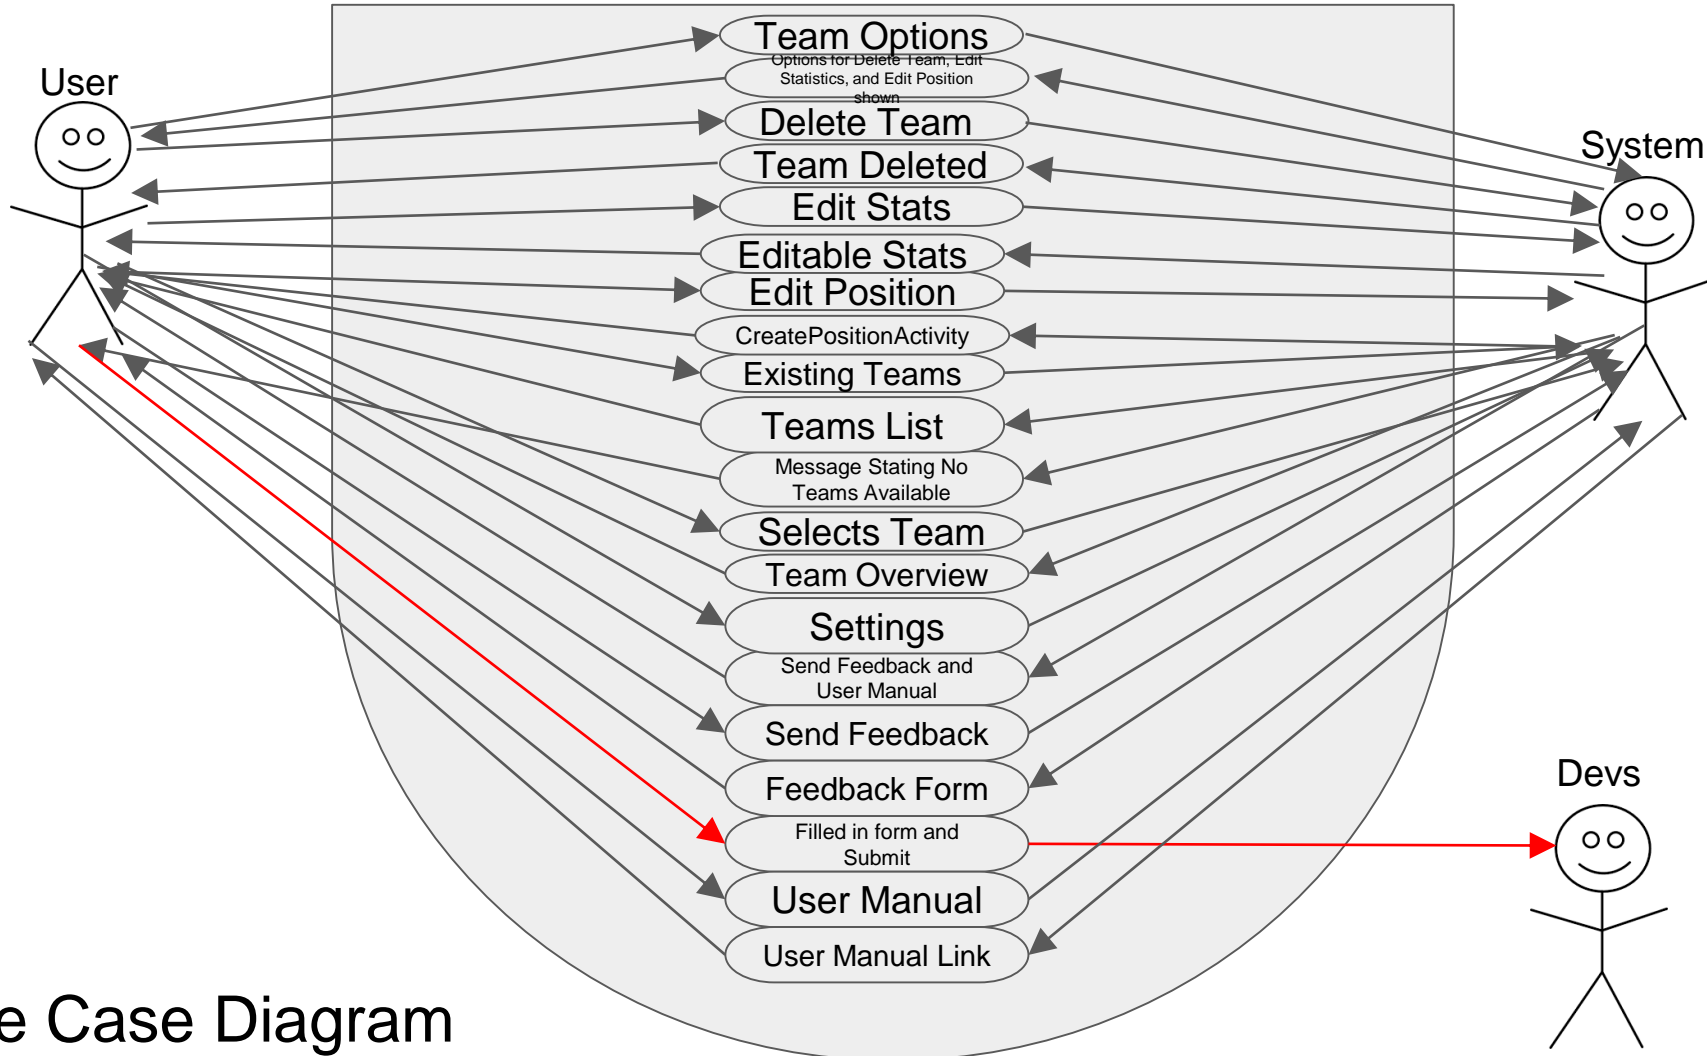 User
System
Devs
Team Options
Options for Delete Team, Edit
Statistics, and Edit Position
shown
Delete Team
Team Deleted
Edit Stats
Editable Stats
Edit Position
CreatePositionActivity
Existing Teams
Teams List
Message Stating No
Teams Available
Selects Team
Team Overview
Settings
Send Feedback and
User Manual
Send Feedback
Feedback Form
Filled in form and
Submit
User Manual
User Manual Link
e Case Diagram